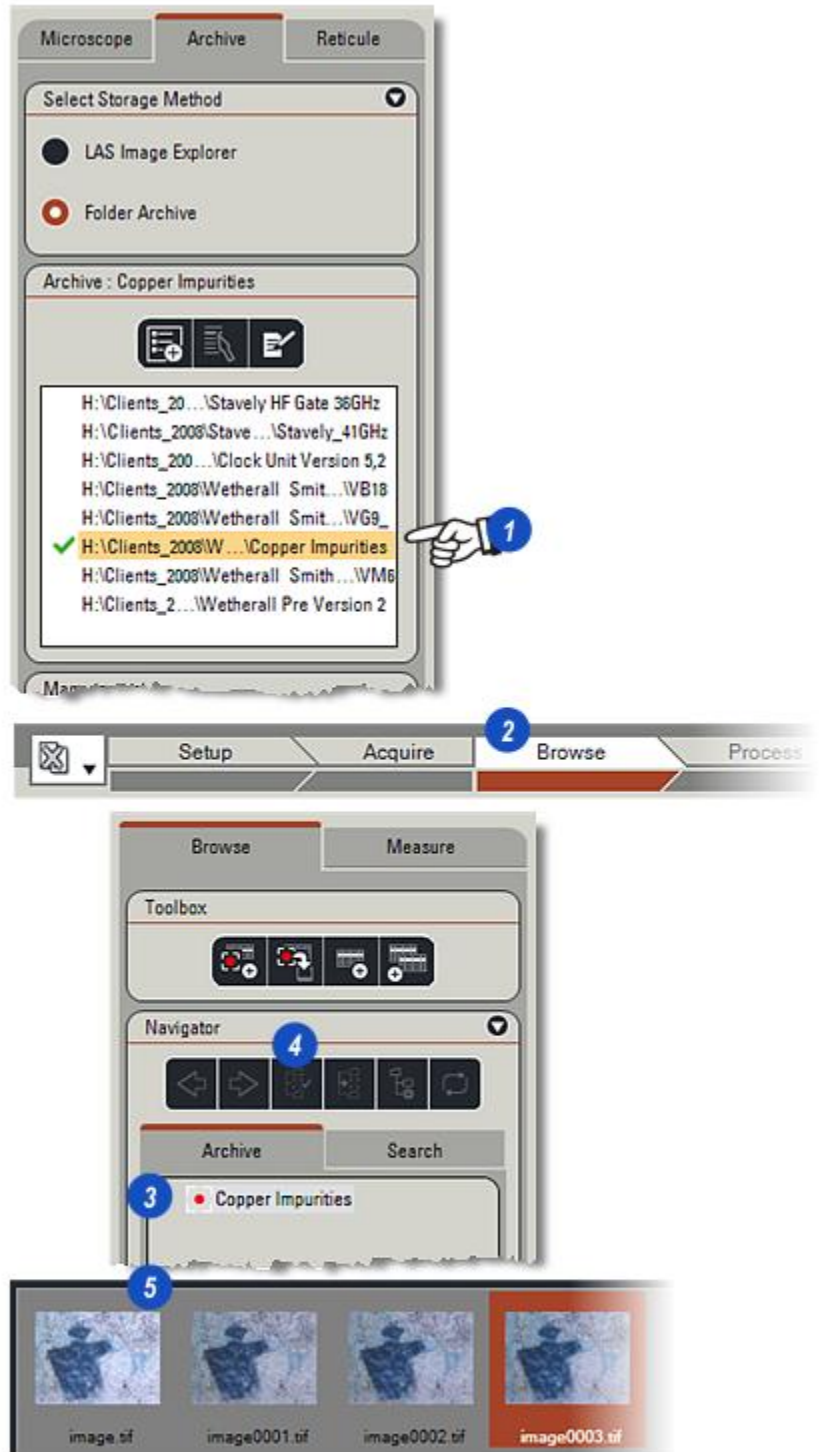 Microscope Archive Reticule
Select Storage Method
LAS Image Explorer
Folder Archive
Archive : Copper Impurities
H:\Clients_20...\Stavely HF Gate 36GHz
H:\Clients_2008\Stave...\Stavely_41GHz
H:\Clients_200...\Clock Unit Version 5,2
H:\Clients_2008\Wetherall Smit...\VB18
H:\Clients_2008\Wetherall Smit...\VG9_
H:\Clients_2008\W ...\Copper Impurities
1
H:\Clients_2008\Wetherall Smith...\VM6
H:\Clients_2...\Wetherall Pre Version 2
2
Setup Acquire Browse Process
Browse Measure
Toolbox
Navigator
4
Archive Search
3 Copper Impurities
5
image.tif image0001.tif image0002.tif image0003.tif